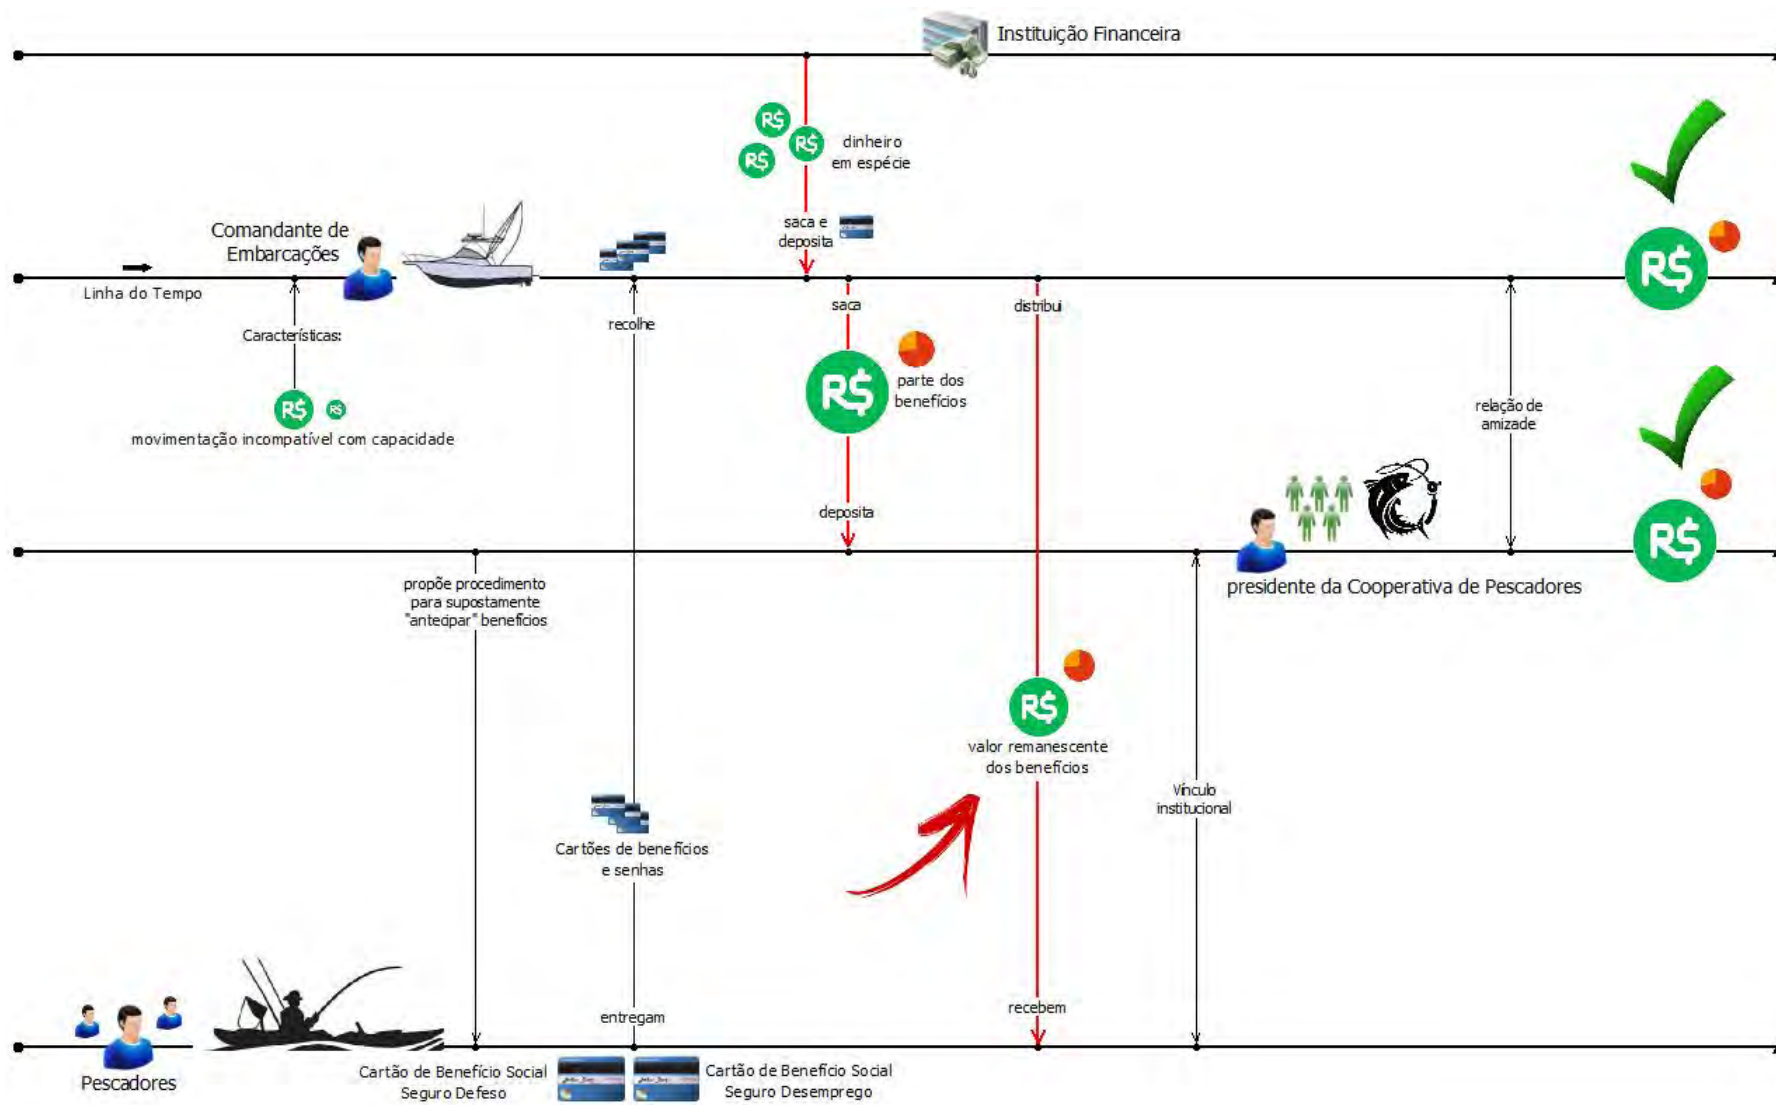 Instituição Financeira
R$
R$
R$
dinheiro
em espécie
Comandante de
Embarcações
saca e
deposita
R$
Linha do Tempo
Características:
recolhe
saca
distribui
R$
parte dos
benefícios
R$
R$
movimentação incompatível com capacidade
relação de
amizade
deposita
R$
propõe procedimento
para supostamente
"antecipar" benefícios
presidente da Cooperativa de Pescadores
R$
valor remanescente
dos benefícios
Vínculo
institucional
Cartões de benefícios
e senhas
entregam
recebem
Pescadores
Cartão de Benefício Social
Seguro Defeso
Cartão de Benefício Social
Seguro Desemprego